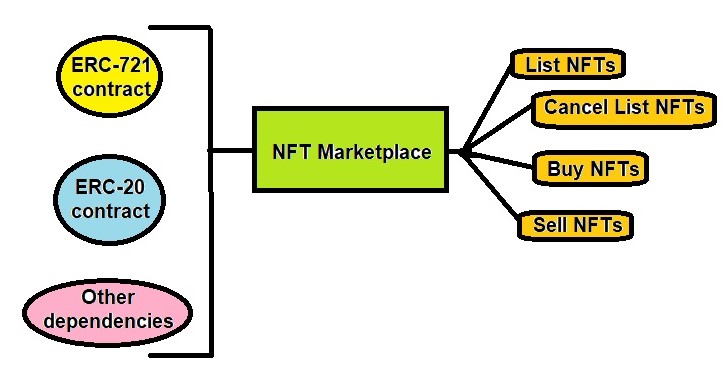 ERC-721
contract
ERC-20
contract
Other
dependencies
NFT Marketplace
List NFTs
Cancel List NFTs
Buy NFTs
Sell NFTs